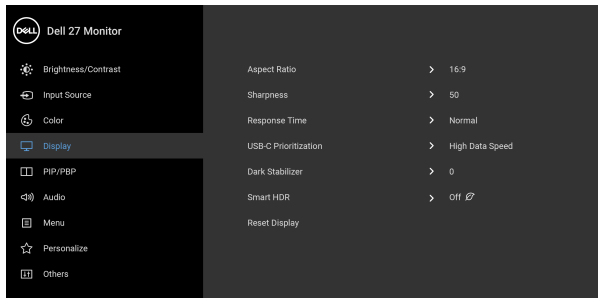 DELL Dell 27 Monitor
Brightness/Contrast
Input Source
Color
Display
PIP/PBP
Audio
Menu
Personalize
Others
Aspect Ratio > 16:9
Sharpness > 50
Response Time > Normal
USB-C Prioritization > High Data Speed
Dark Stabilizer > 0
Smart HDR > Off
Reset Display